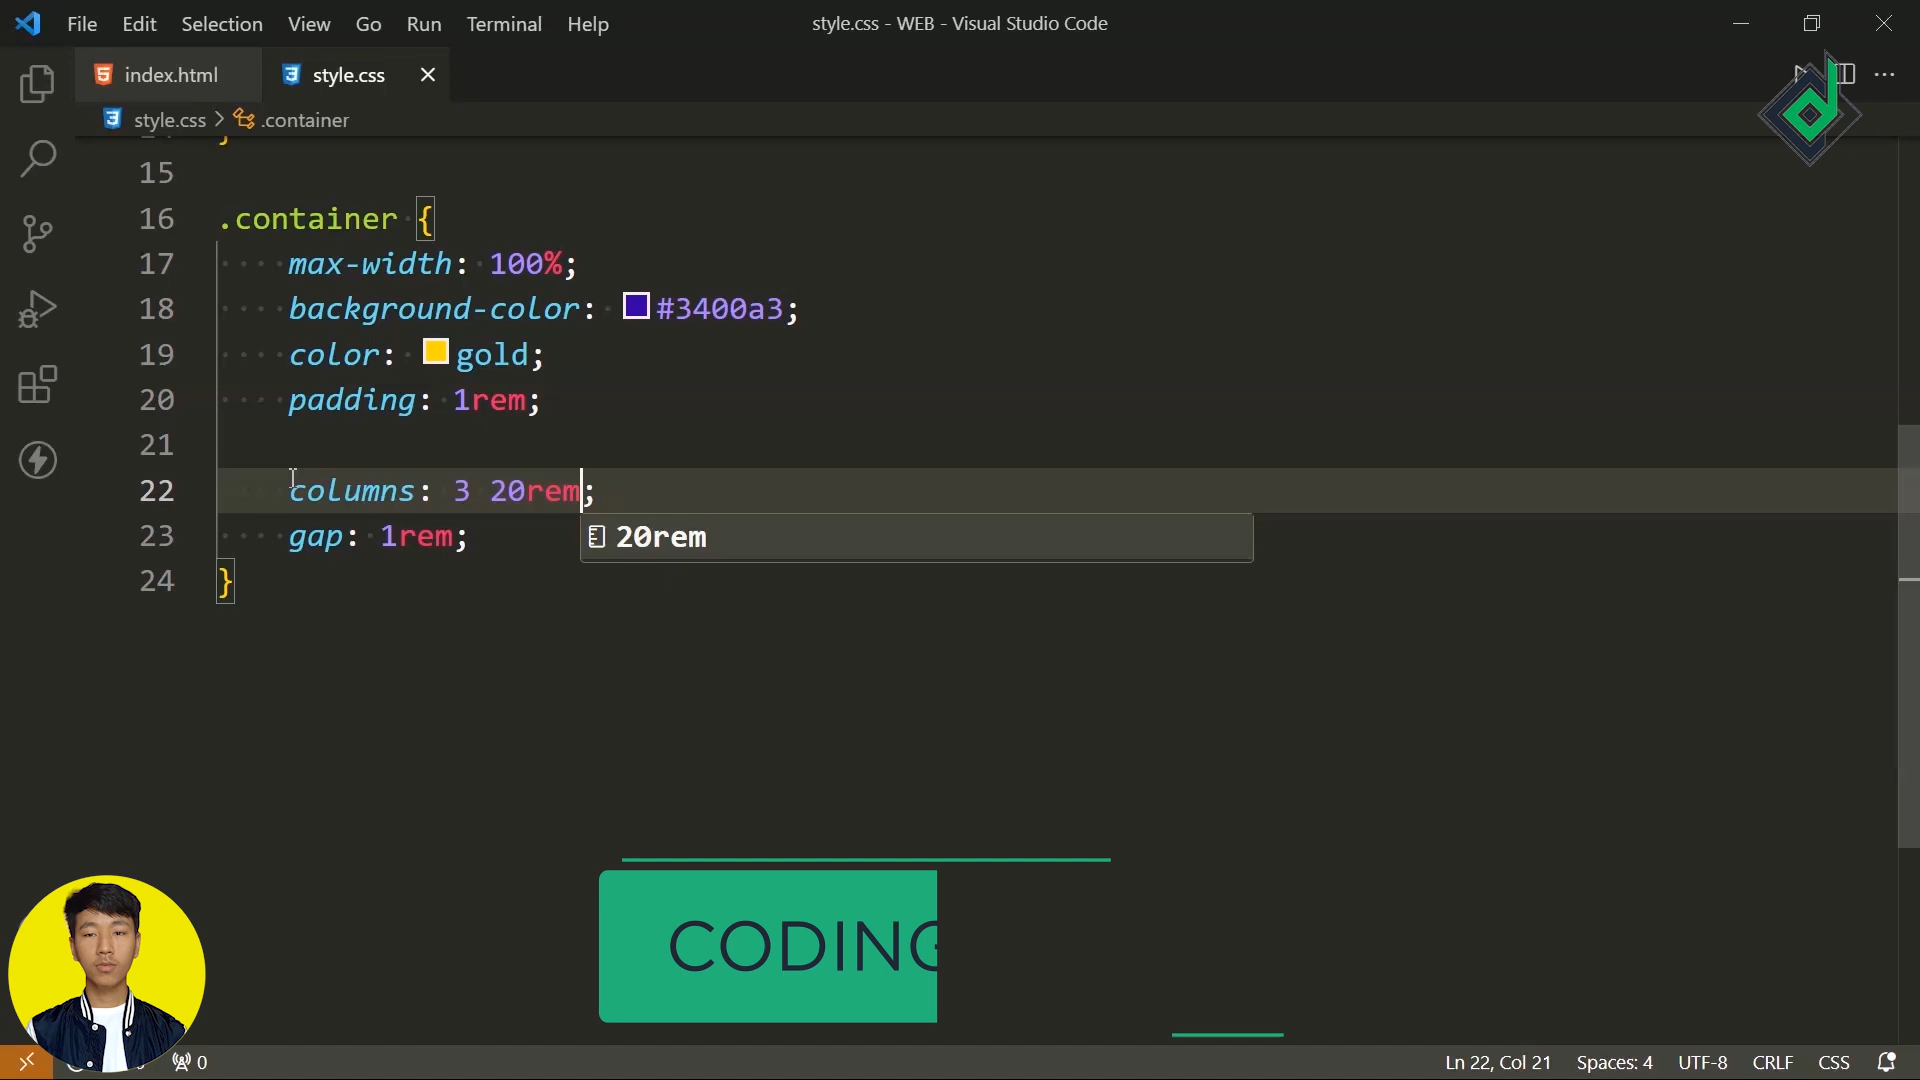 File Edit Selection View Go Run Terminal Help
style.css - WEB - Visual Studio Code
index.html
style.css
style.css > .container
15
16 .container {
17 max-width: 100%;
18 background-color: #3400a3;
19 color: gold;
20 padding: 1rem;
21
22 columns: 3 20rem;
20rem
23 gap: 1rem;
24 }
CODING
0
Ln 22, Col 21 Spaces: 4 UTF-8 CRLF CSS